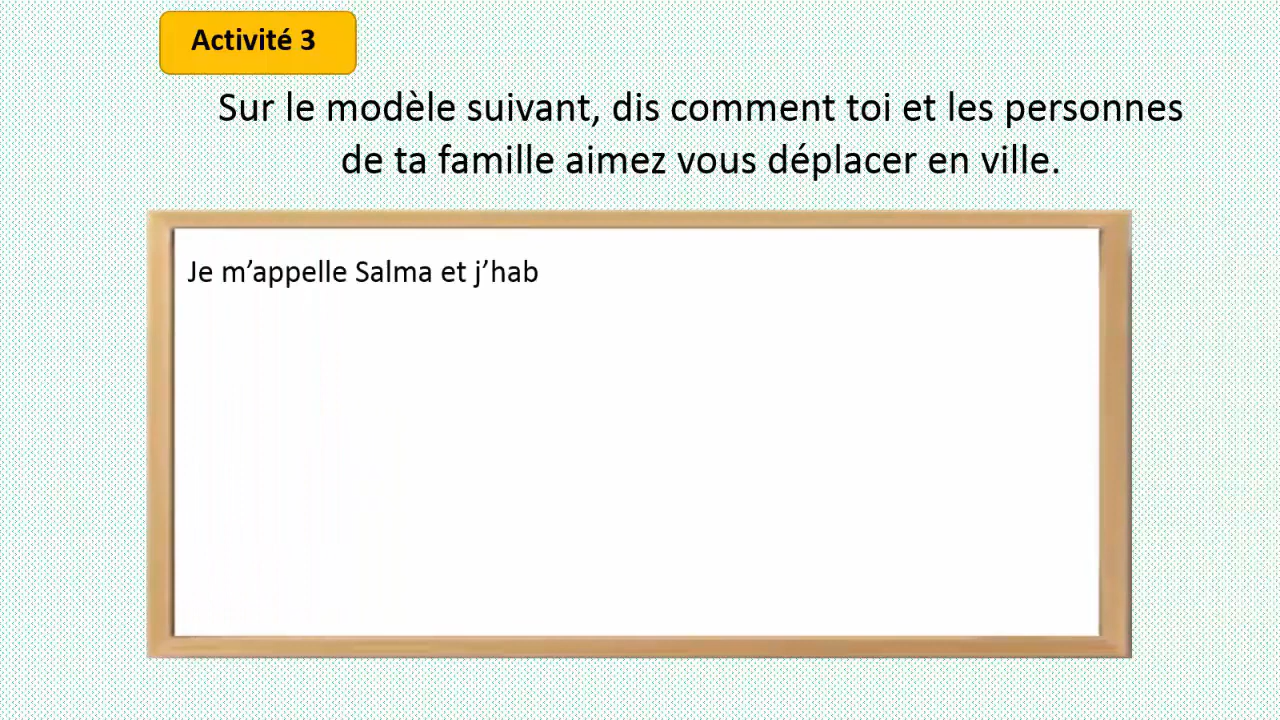 Activité 3
Sur le modèle suivant, dis comment toi et les personnes
de ta famille aimez vous déplacer en ville.
Je m’appelle Salma et j’hab